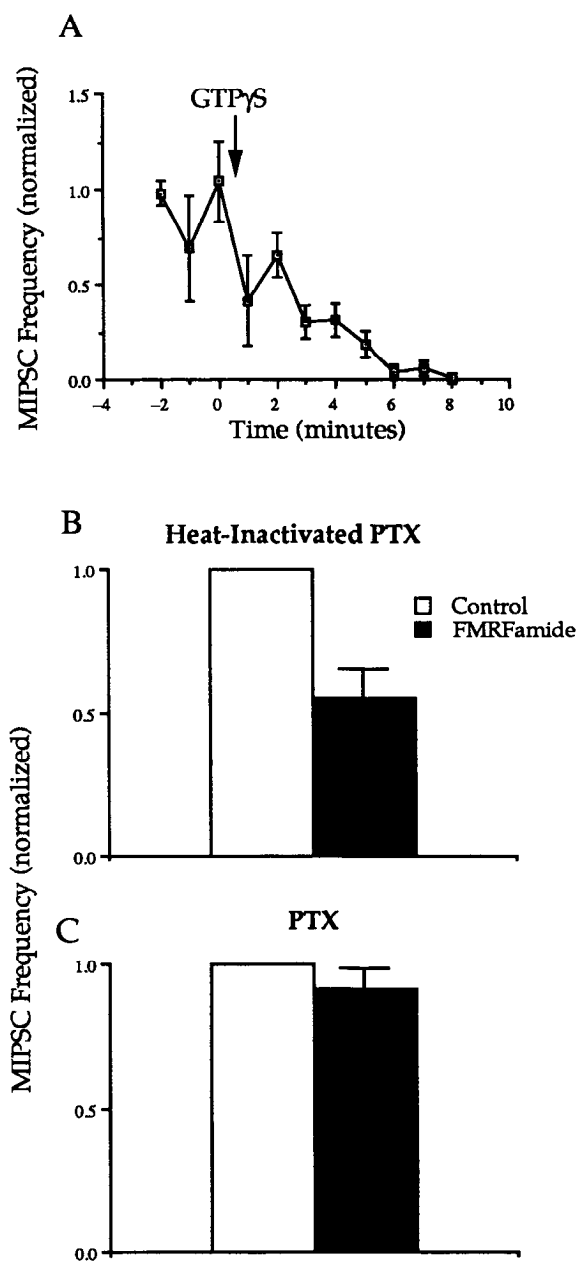 A
GTPγS
MIPSC Frequency (normalized)
1.5
1.0
0.5
0.0
−4 −2 0 2 4 6 8 10
Time (minutes)
B
Heat-Inactivated PTX
Control
FMRFamide
MIPSC Frequency (normalized)
1.0
0.5
0.0
C
PTX
1.0
0.5
0.0